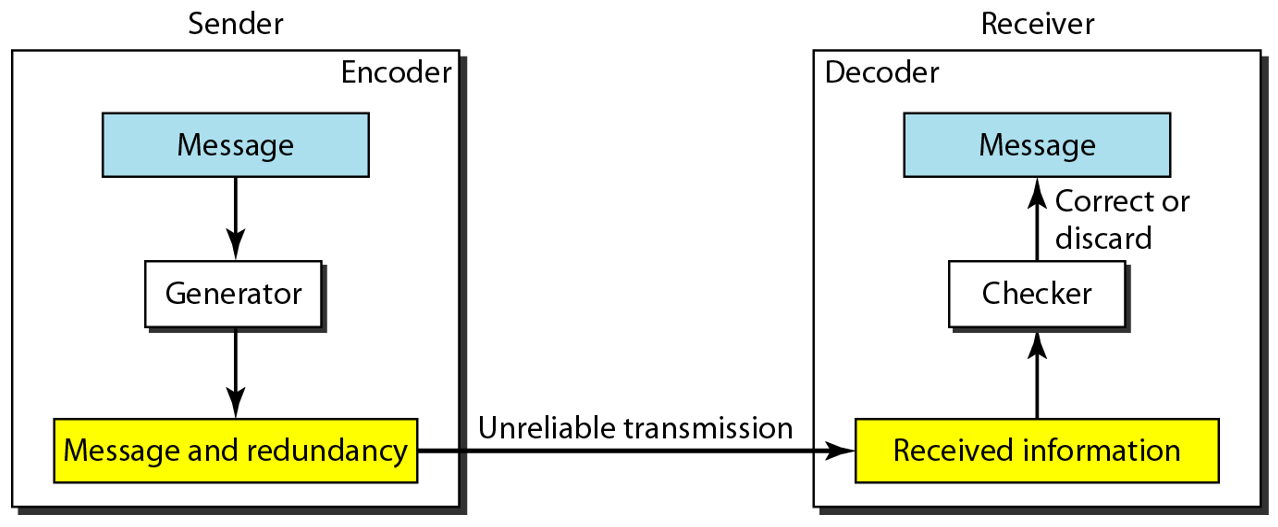 Sender
Encoder
Message
Generator
Message and redundancy
Unreliable transmission
Receiver
Decoder
Message
Correct or
discard
Checker
Received information